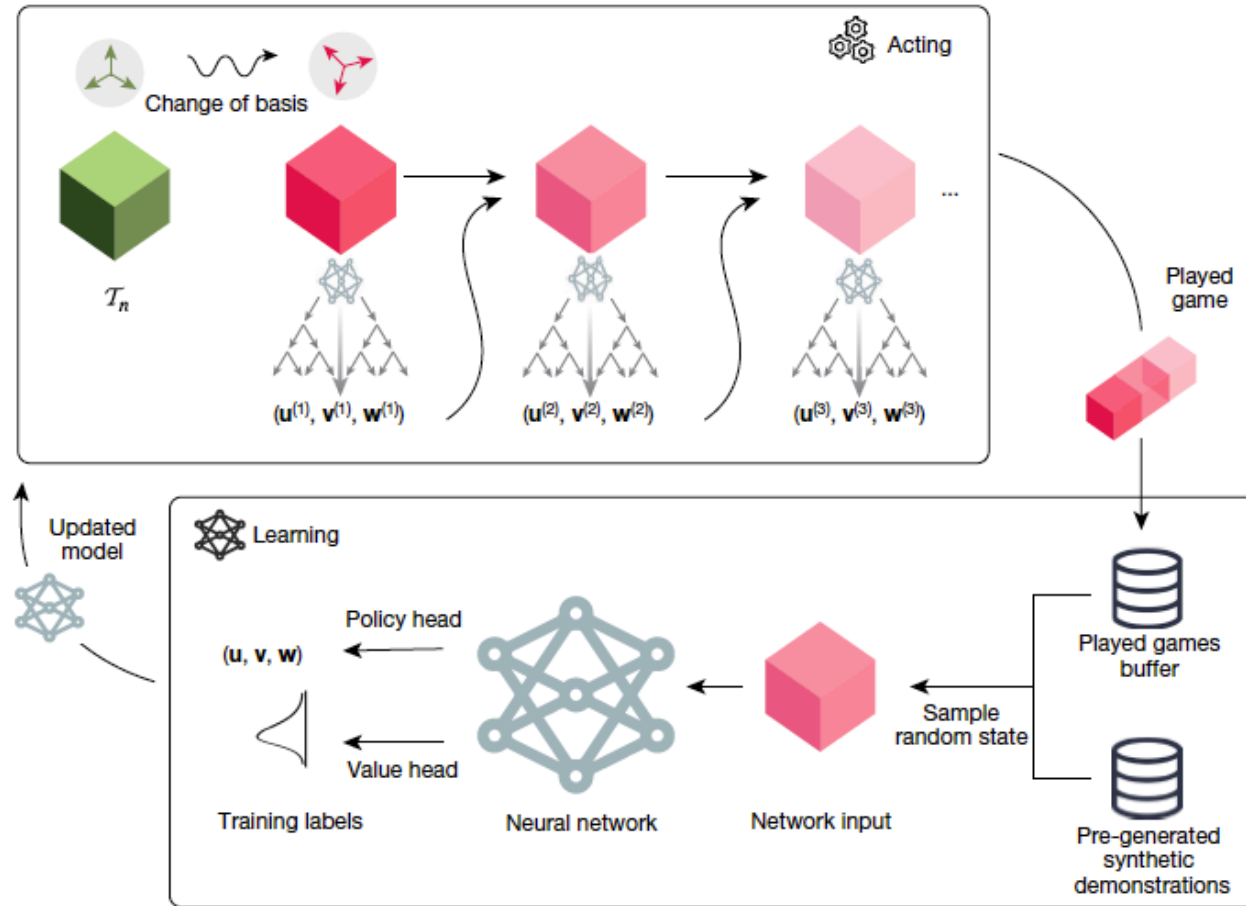 Acting
Change of basis
𝒯ₙ
...
(u⁽¹⁾, v⁽¹⁾, w⁽¹⁾)
(u⁽²⁾, v⁽²⁾, w⁽²⁾)
(u⁽³⁾, v⁽³⁾, w⁽³⁾)
Played
game
Updated
model
Learning
Policy head
(u, v, w)
Value head
Training labels
Neural network
Network input
Sample
random state
Played games
buffer
Pre-generated
synthetic
demonstrations